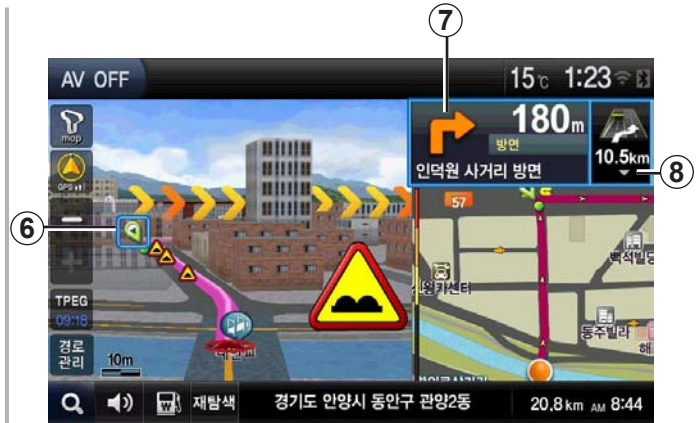 ⑦
AV OFF
15℃ 1:23
map
180m
방면
인덕원 사거리 방면
10.5km
⑧
GPS
57
⑥
백석빌딩
TPEG
09:18
동주빌라
경로
관리
10m
재탐색
경기도 안양시 동안구 관양2동
20.8 km AM 8:44